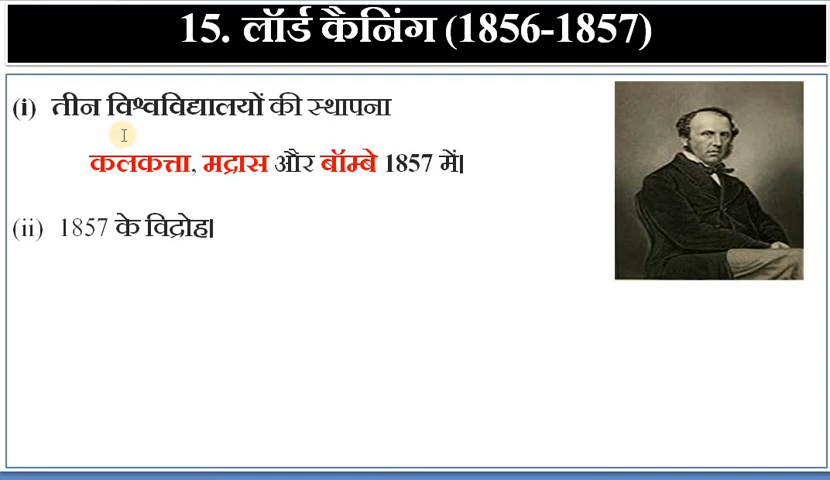 15. लॉर्ड कैनिंग (1856-1857)
(i) तीन विश्वविद्यालयों की स्थापना
कलकत्ता, मद्रास और बॉम्बे 1857 में।
(ii) 1857 के विद्रोह।